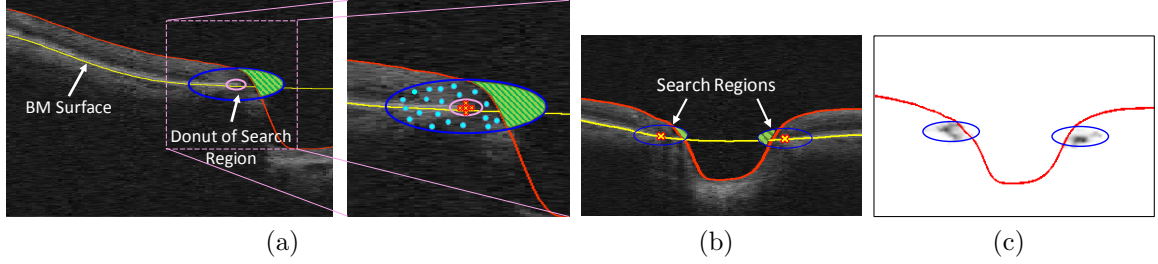 BM Surface
Donut of Search
Region
Search Regions
(a)
(b)
(c)